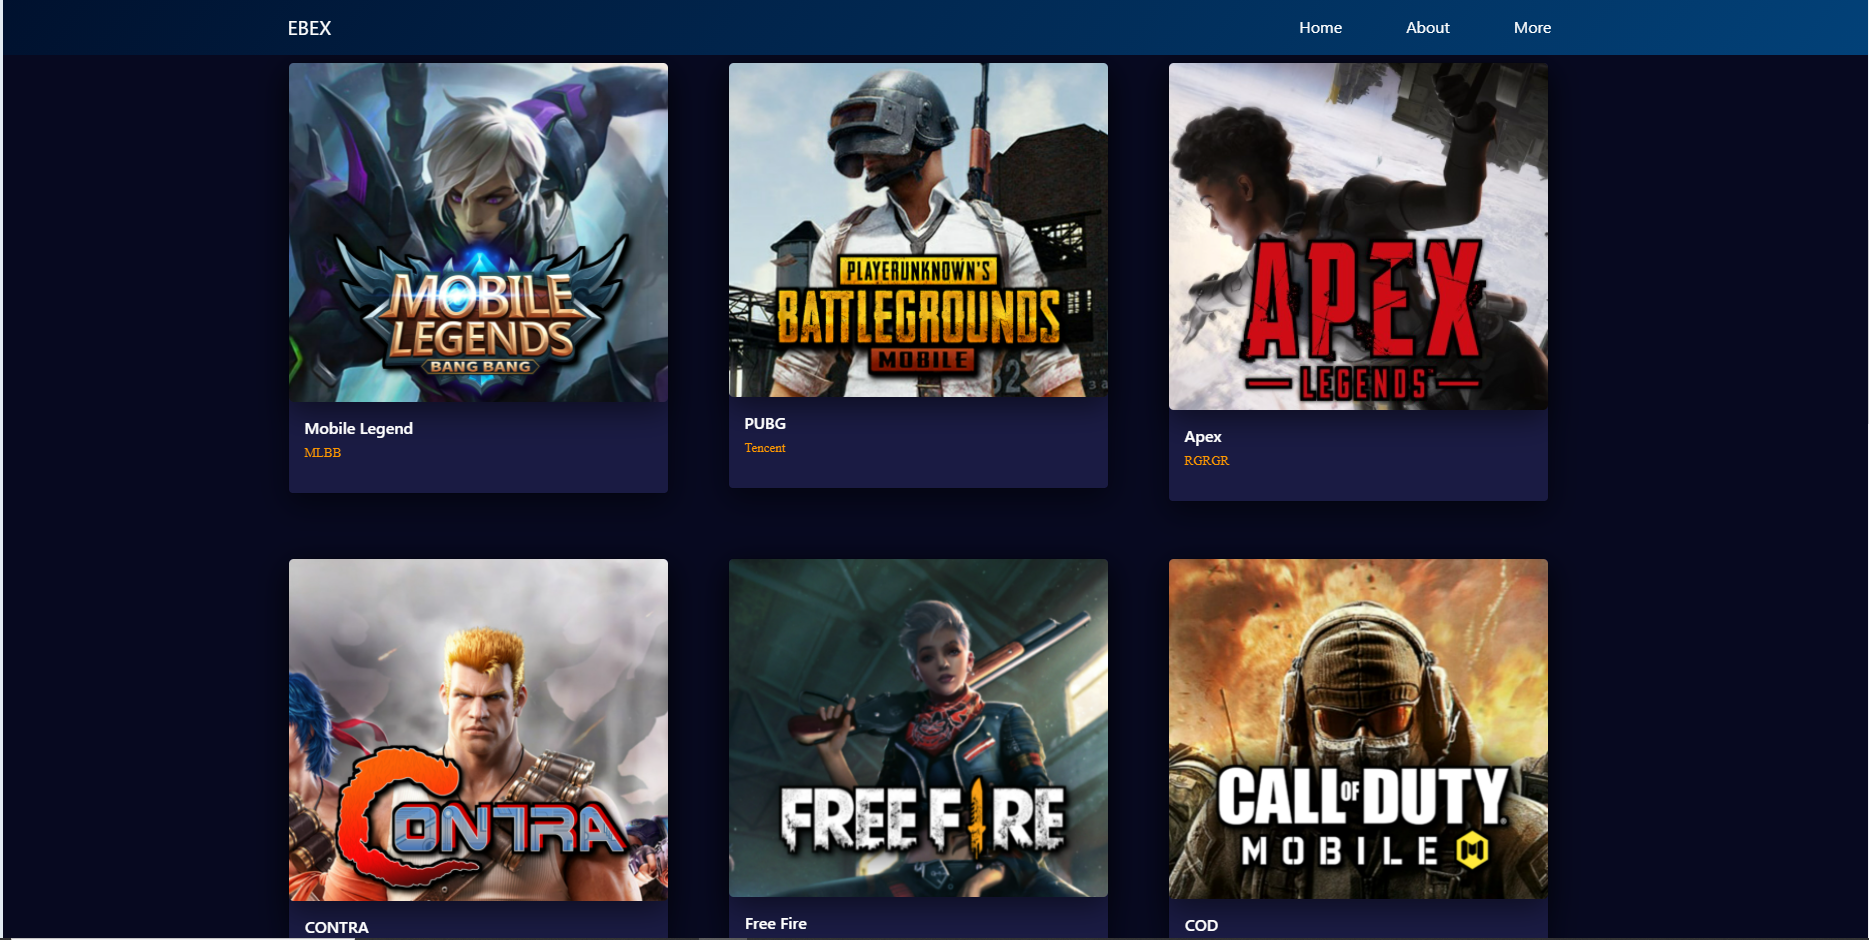 EBEX
Home About More
MOBILE
LEGENDS
BANG BANG
Mobile Legend
MLBB
PLAYERUNKNOWN'S
BATTLEGROUNDS
MOBILE
32
PUBG
Tencent
APEX
LEGENDS
Apex
RGRGR
CONTRA
CONTRA
FREE FIRE
Free Fire
CALL OF DUTY
MOBILE
COD